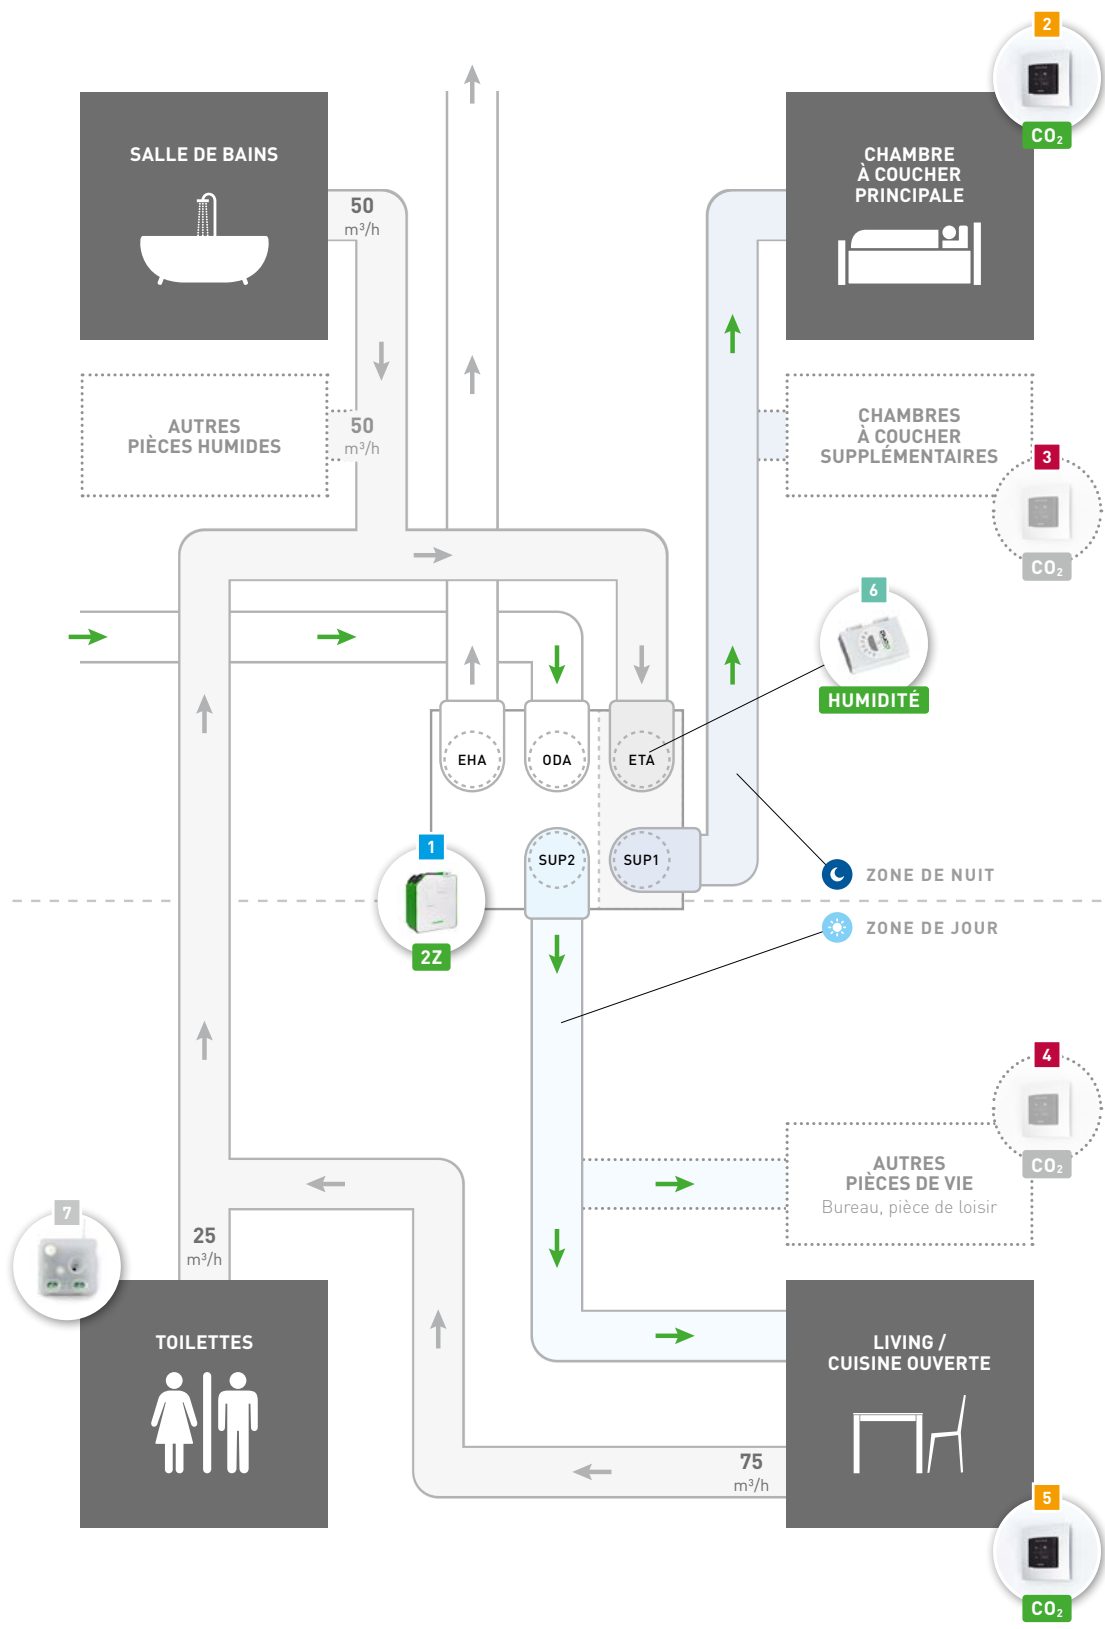 2
CO₂
SALLE DE BAINS
50
m³/h
CHAMBRE
À COUCHER
PRINCIPALE
AUTRES
PIÈCES HUMIDES
50
m³/h
CHAMBRES
À COUCHER
SUPPLÉMENTAIRES
3
CO₂
6
HUMIDITÉ
EHA
ODA
ETA
1
SUP2
SUP1
2Z
ZONE DE NUIT
ZONE DE JOUR
4
CO₂
AUTRES
PIÈCES DE VIE
Bureau, pièce de loisir
7
25
m³/h
TOILETTES
LIVING /
CUISINE OUVERTE
75
m³/h
5
CO₂